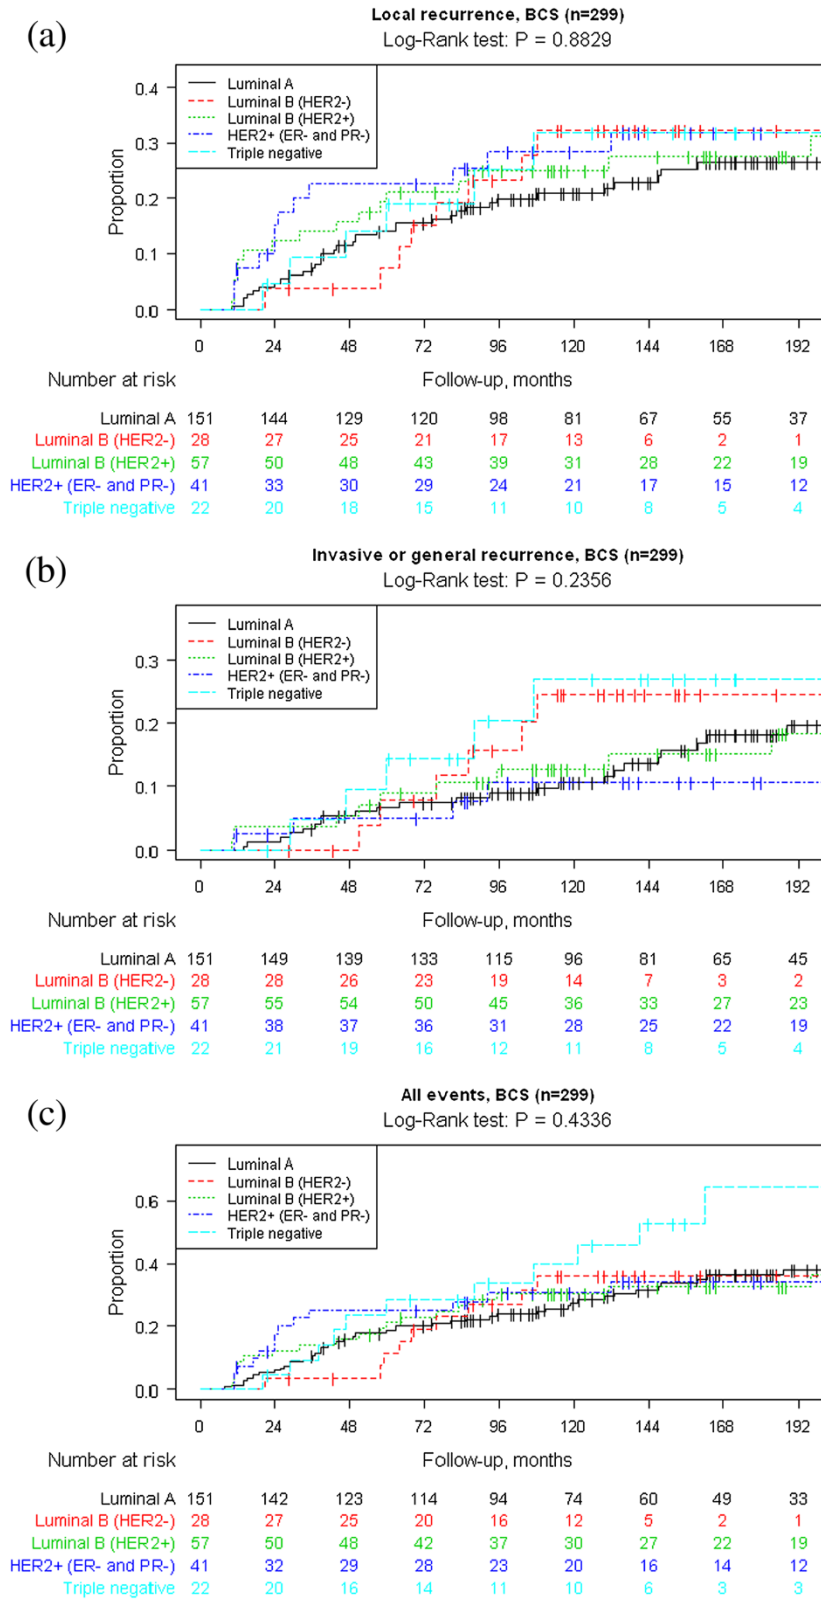 (a)
Local recurrence, BCS (n=299)
Log-Rank test: P = 0.8829
Luminal A
Luminal B (HER2-)
Luminal B (HER2+)
HER2+ (ER- and PR-)
Triple negative
Proportion
0.4
0.3
0.2
0.1
0.0
0 24 48 72 96 120 144 168 192
Number at risk Follow-up, months
Luminal A 151 144 129 120 98 81 67 55 37
Luminal B (HER2-) 28 27 25 21 17 13 6 2 1
Luminal B (HER2+) 57 50 48 43 39 31 28 22 19
HER2+ (ER- and PR-) 41 33 30 29 24 21 17 15 12
Triple negative 22 20 18 15 11 10 8 5 4
(b)
Invasive or general recurrence, BCS (n=299)
Log-Rank test: P = 0.2356
Luminal A
Luminal B (HER2-)
Luminal B (HER2+)
HER2+ (ER- and PR-)
Triple negative
Proportion
0.3
0.2
0.1
0.0
0 24 48 72 96 120 144 168 192
Number at risk Follow-up, months
Luminal A 151 149 139 133 115 96 81 65 45
Luminal B (HER2-) 28 28 26 23 19 14 7 3 2
Luminal B (HER2+) 57 55 54 50 45 36 33 27 23
HER2+ (ER- and PR-) 41 38 37 36 31 28 25 22 19
Triple negative 22 21 19 16 12 11 8 5 4
(c)
All events, BCS (n=299)
Log-Rank test: P = 0.4336
Luminal A
Luminal B (HER2-)
Luminal B (HER2+)
HER2+ (ER- and PR-)
Triple negative
Proportion
0.6
0.4
0.2
0.0
0 24 48 72 96 120 144 168 192
Number at risk Follow-up, months
Luminal A 151 142 123 114 94 74 60 49 33
Luminal B (HER2-) 28 27 25 20 16 12 5 2 1
Luminal B (HER2+) 57 50 48 42 37 30 27 22 19
HER2+ (ER- and PR-) 41 32 29 28 23 20 16 14 12
Triple negative 22 20 16 14 11 10 6 3 3